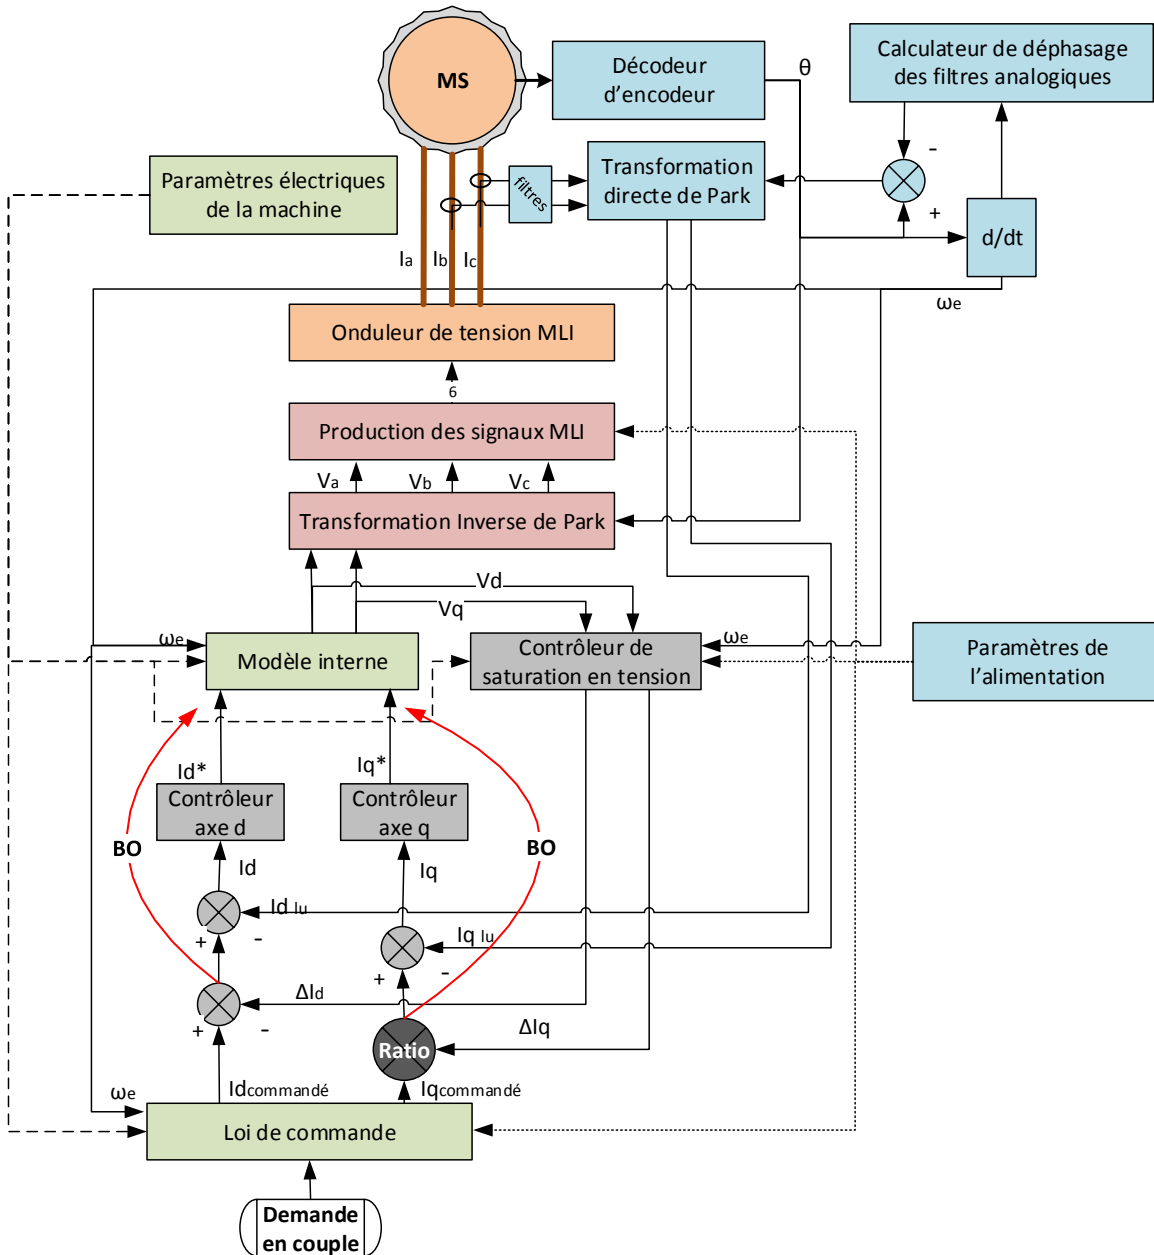 MS
Décodeur
d'encodeur
θ
Calculateur de déphasage
des filtres analogiques
Paramètres électriques
de la machine
filtres
Transformation
directe de Park
-
+
d/dt
Ia
Ib
Ic
ωe
Onduleur de tension MLI
6
Production des signaux MLI
Va
Vb
Vc
Transformation Inverse de Park
Vd
Vq
ωe
Modèle interne
Contrôleur de
saturation en tension
ωe
Paramètres de
l'alimentation
Id*
Iq*
Contrôleur
axe d
Contrôleur
axe q
BO
BO
Id
Iq
Id lu
+
-
Iq lu
+
-
ΔId
+
-
ΔIq
Ratio
ωe
Idcommandé
Iqcommandé
Loi de commande
Demande
en couple